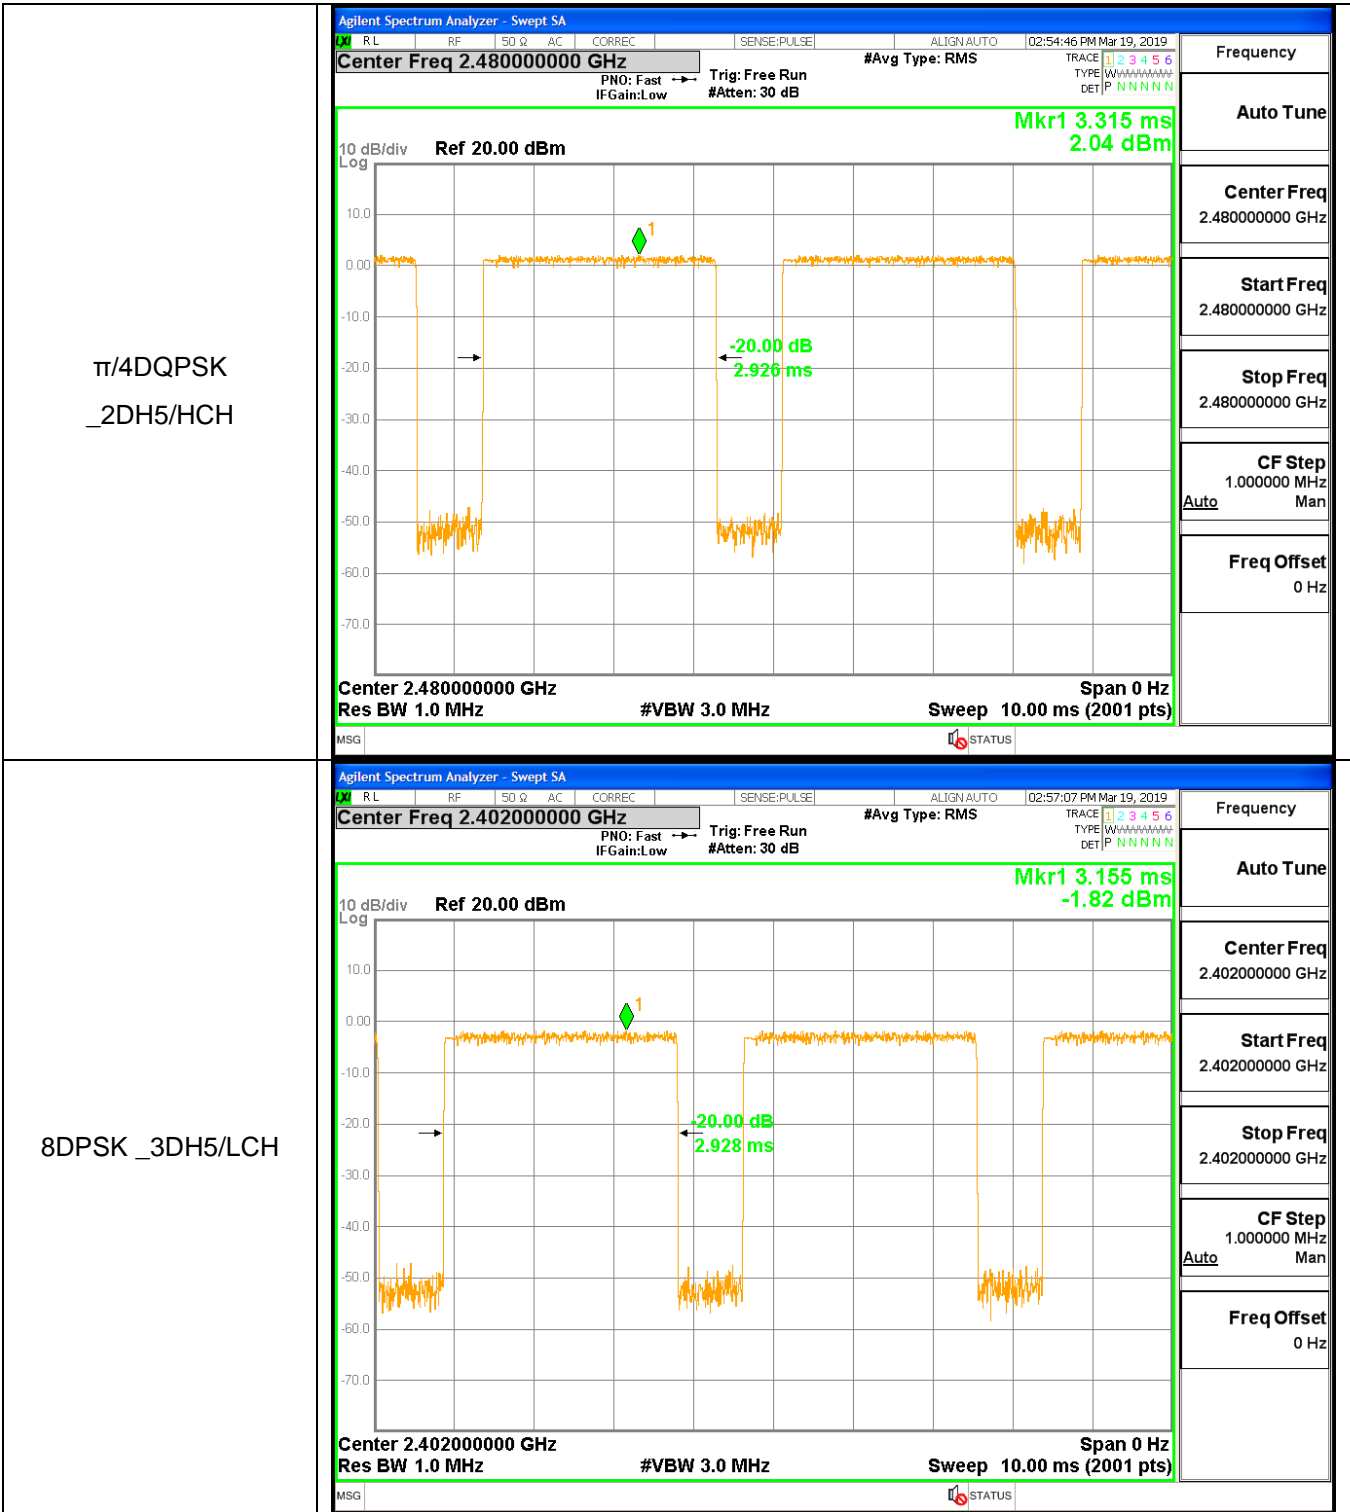 π/4DQPSK
_2DH5/HCH
Agilent Spectrum Analyzer - Swept SA
LXI RL RF 50 Ω AC CORREC SENSE:PULSE ALIGN AUTO 02:54:46 PM Mar 19, 2019
Center Freq 2.480000000 GHz
PNO: Fast
IFGain:Low
Trig: Free Run
#Atten: 30 dB
#Avg Type: RMS
TRACE 1 2 3 4 5 6
TYPE WWWWWWW
DET P N N N N N
Mkr1 3.315 ms
2.04 dBm
10 dB/div
Log
Ref 20.00 dBm
10.0
0.00
-10.0
-20.0
-30.0
-40.0
-50.0
-60.0
-70.0
1
-20.00 dB
2.926 ms
Center 2.480000000 GHz
Span 0 Hz
Res BW 1.0 MHz
#VBW 3.0 MHz
Sweep 10.00 ms (2001 pts)
MSG
STATUS
Frequency
Auto Tune
Center Freq
2.480000000 GHz
Start Freq
2.480000000 GHz
Stop Freq
2.480000000 GHz
CF Step
1.000000 MHz
Auto Man
Freq Offset
0 Hz
8DPSK _3DH5/LCH
Agilent Spectrum Analyzer - Swept SA
LXI RL RF 50 Ω AC CORREC SENSE:PULSE ALIGN AUTO 02:57:07 PM Mar 19, 2019
Center Freq 2.402000000 GHz
PNO: Fast
IFGain:Low
Trig: Free Run
#Atten: 30 dB
#Avg Type: RMS
TRACE 1 2 3 4 5 6
TYPE WWWWWWW
DET P N N N N N
Mkr1 3.155 ms
-1.82 dBm
10 dB/div
Log
Ref 20.00 dBm
10.0
0.00
-10.0
-20.0
-30.0
-40.0
-50.0
-60.0
-70.0
1
-20.00 dB
2.928 ms
Center 2.402000000 GHz
Span 0 Hz
Res BW 1.0 MHz
#VBW 3.0 MHz
Sweep 10.00 ms (2001 pts)
MSG
STATUS
Frequency
Auto Tune
Center Freq
2.402000000 GHz
Start Freq
2.402000000 GHz
Stop Freq
2.402000000 GHz
CF Step
1.000000 MHz
Auto Man
Freq Offset
0 Hz